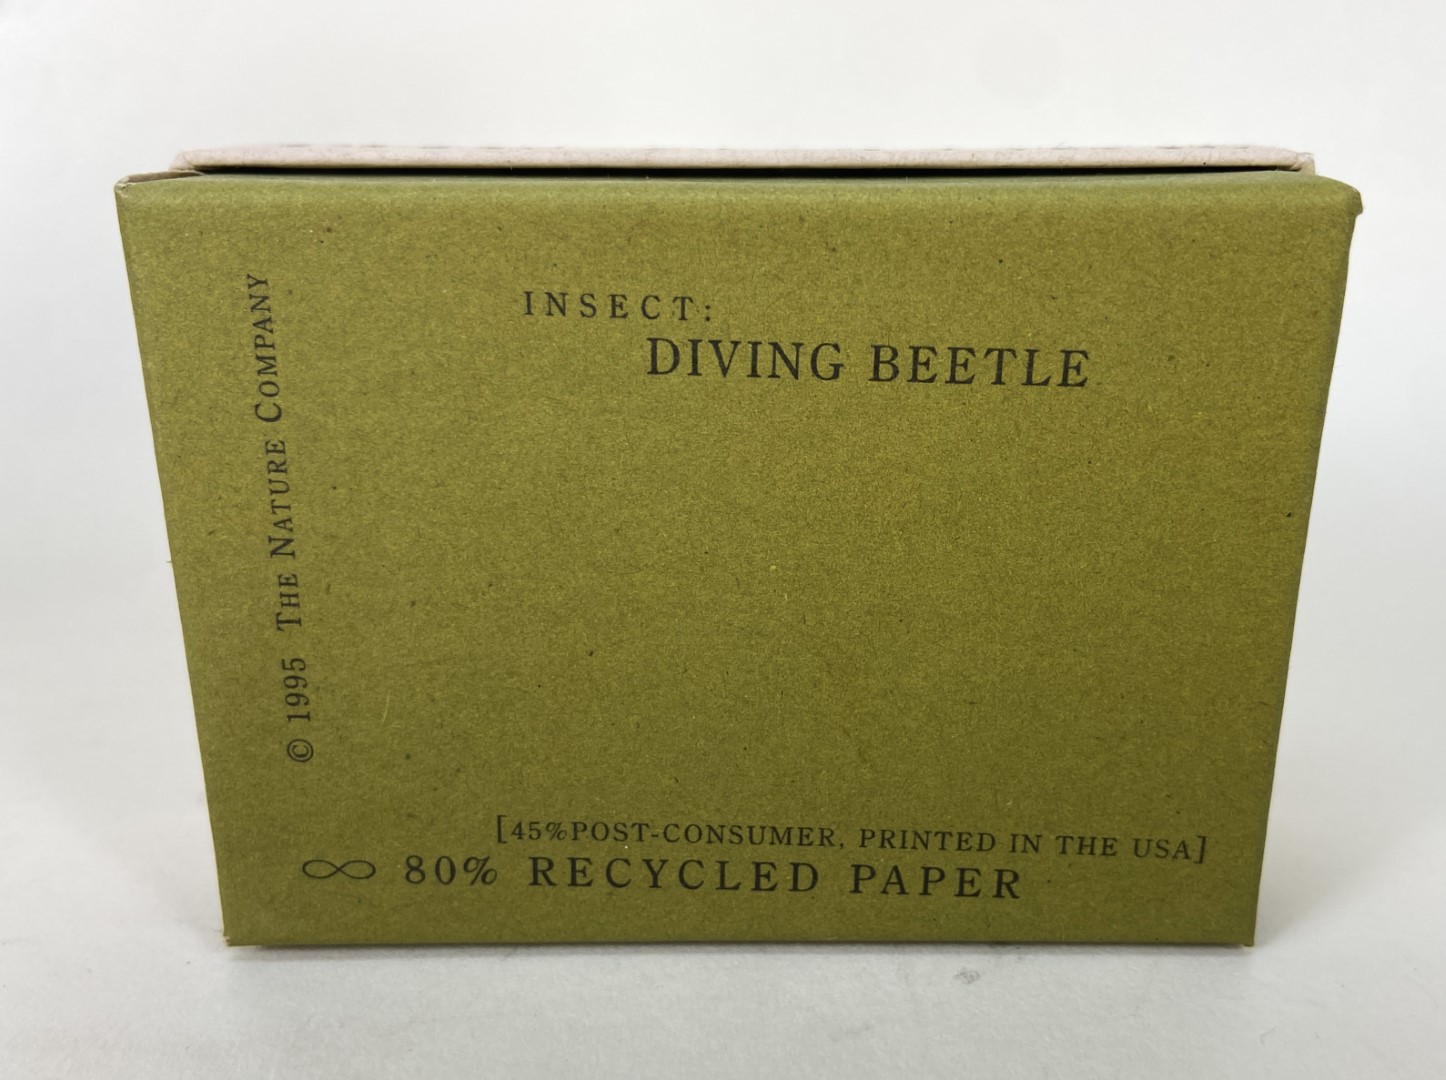 INSECT:
DIVING BEETLE
© 1995 THE NATURE COMPANY
[45%POST-CONSUMER, PRINTED IN THE USA]
∞ 80% RECYCLED PAPER